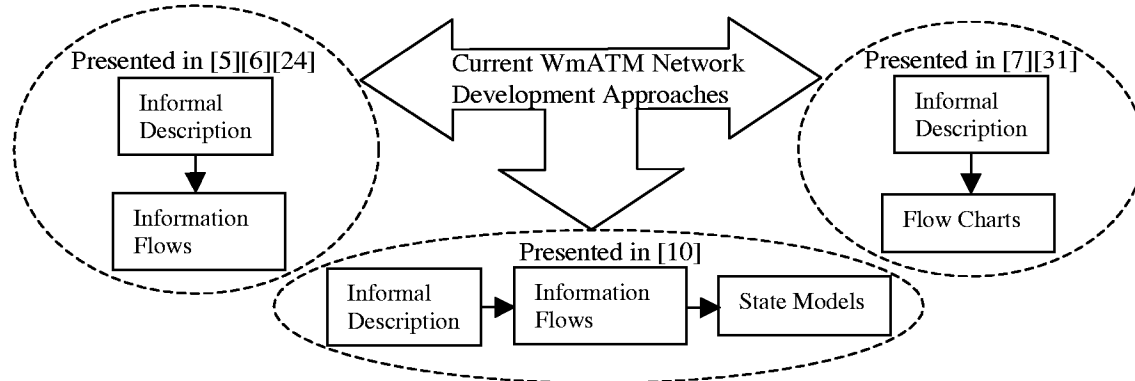 Presented in [5][6][24]
Informal
Description
Information
Flows
Current WmATM Network
Development Approaches
Presented in [7][31]
Informal
Description
Flow Charts
Presented in [10]
Informal
Description
Information
Flows
State Models